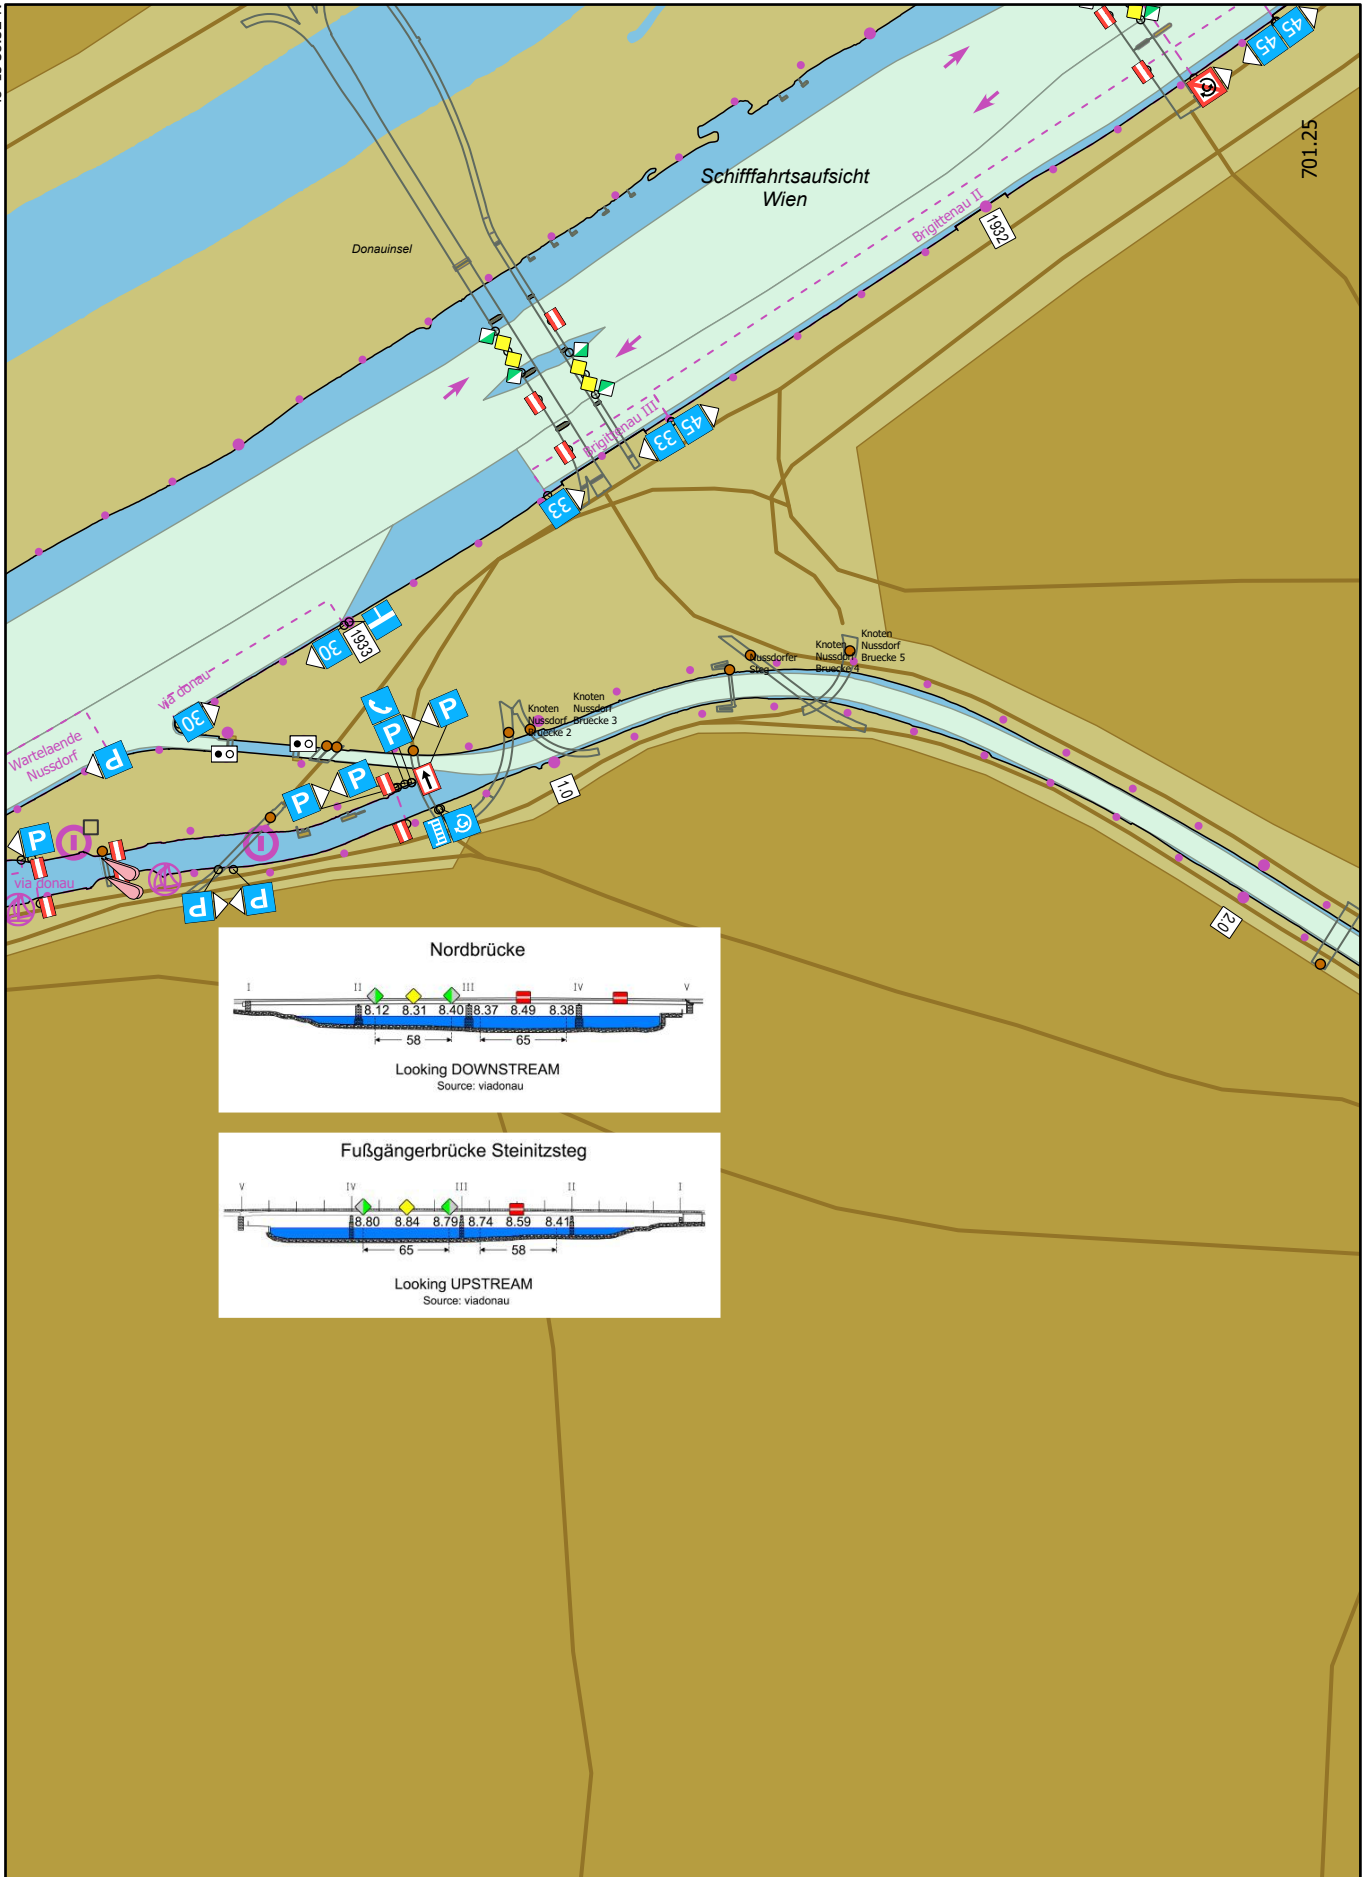 45
45
701.25
Schifffahrtsaufsicht
Wien
Donauinsel
Brigittenau II
1932
Brigittenau III
33
45
33
30
1933
via donau
30
Wartelaende
Nussdorf
P
P
P
P
P
P
via donau
P
P
Knoten
Nussdorf
Bruecke 2
Knoten
Nussdorf
Bruecke 3
Nussdorfer
Steg
Knoten
Nussdorf
Bruecke 4
Knoten
Nussdorf
Bruecke 5
1.0
2.0
Nordbrücke
I II III IV V
8.12 8.31 8.40 8.37 8.49 8.38
58 65
Looking DOWNSTREAM
Source: viadonau
Fußgängerbrücke Steinitzsteg
V IV III II I
8.80 8.84 8.79 8.74 8.59 8.41
65 58
Looking UPSTREAM
Source: viadonau